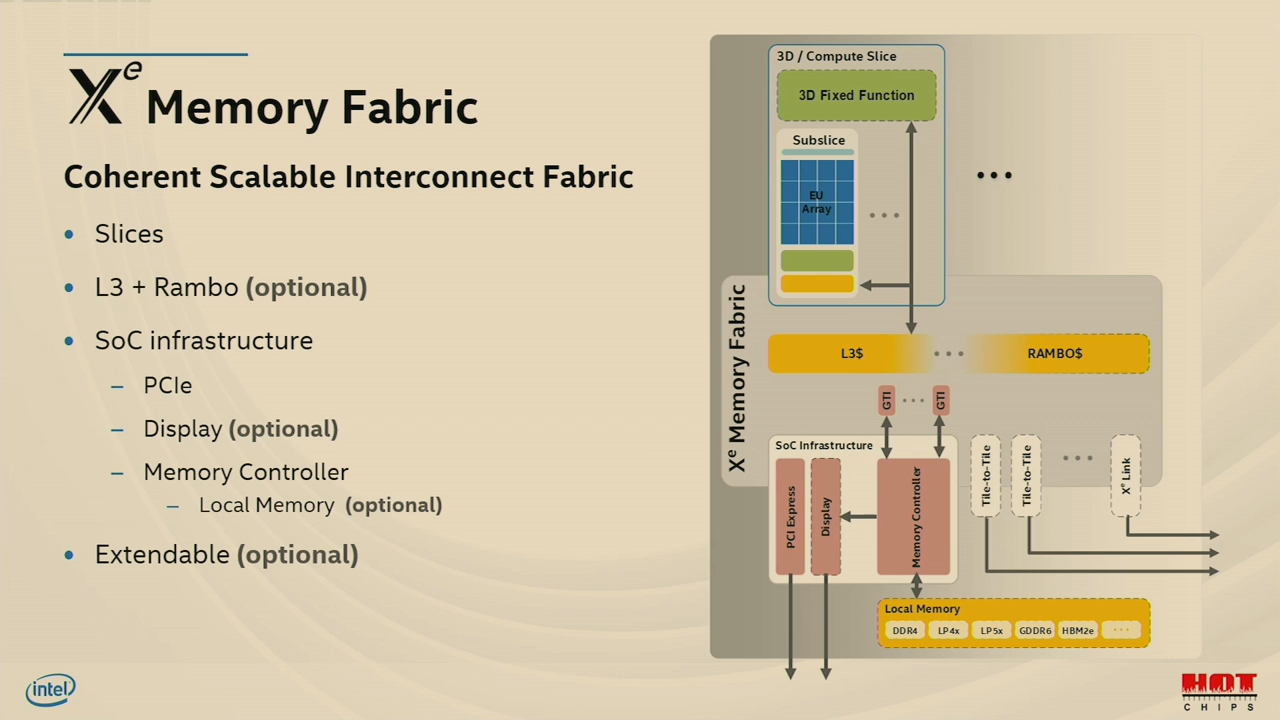 Xe Memory Fabric
Coherent Scalable Interconnect Fabric
• Slices
• L3 + Rambo (optional)
• SoC infrastructure
– PCIe
– Display (optional)
– Memory Controller
– Local Memory (optional)
• Extendable (optional)
3D / Compute Slice
3D Fixed Function
Subslice
EU
Array
• • •
• • •
Xe Memory Fabric
L3$ • • • RAMBO$
GTI • • • GTI
SoC Infrastructure
PCI Express
Display
Memory Controller
Tile-to-Tile
Tile-to-Tile
• • •
Xe Link
Local Memory
DDR4 LP4x LP5x GDDR6 HBM2e • • •
intel
HOT
CHIPS